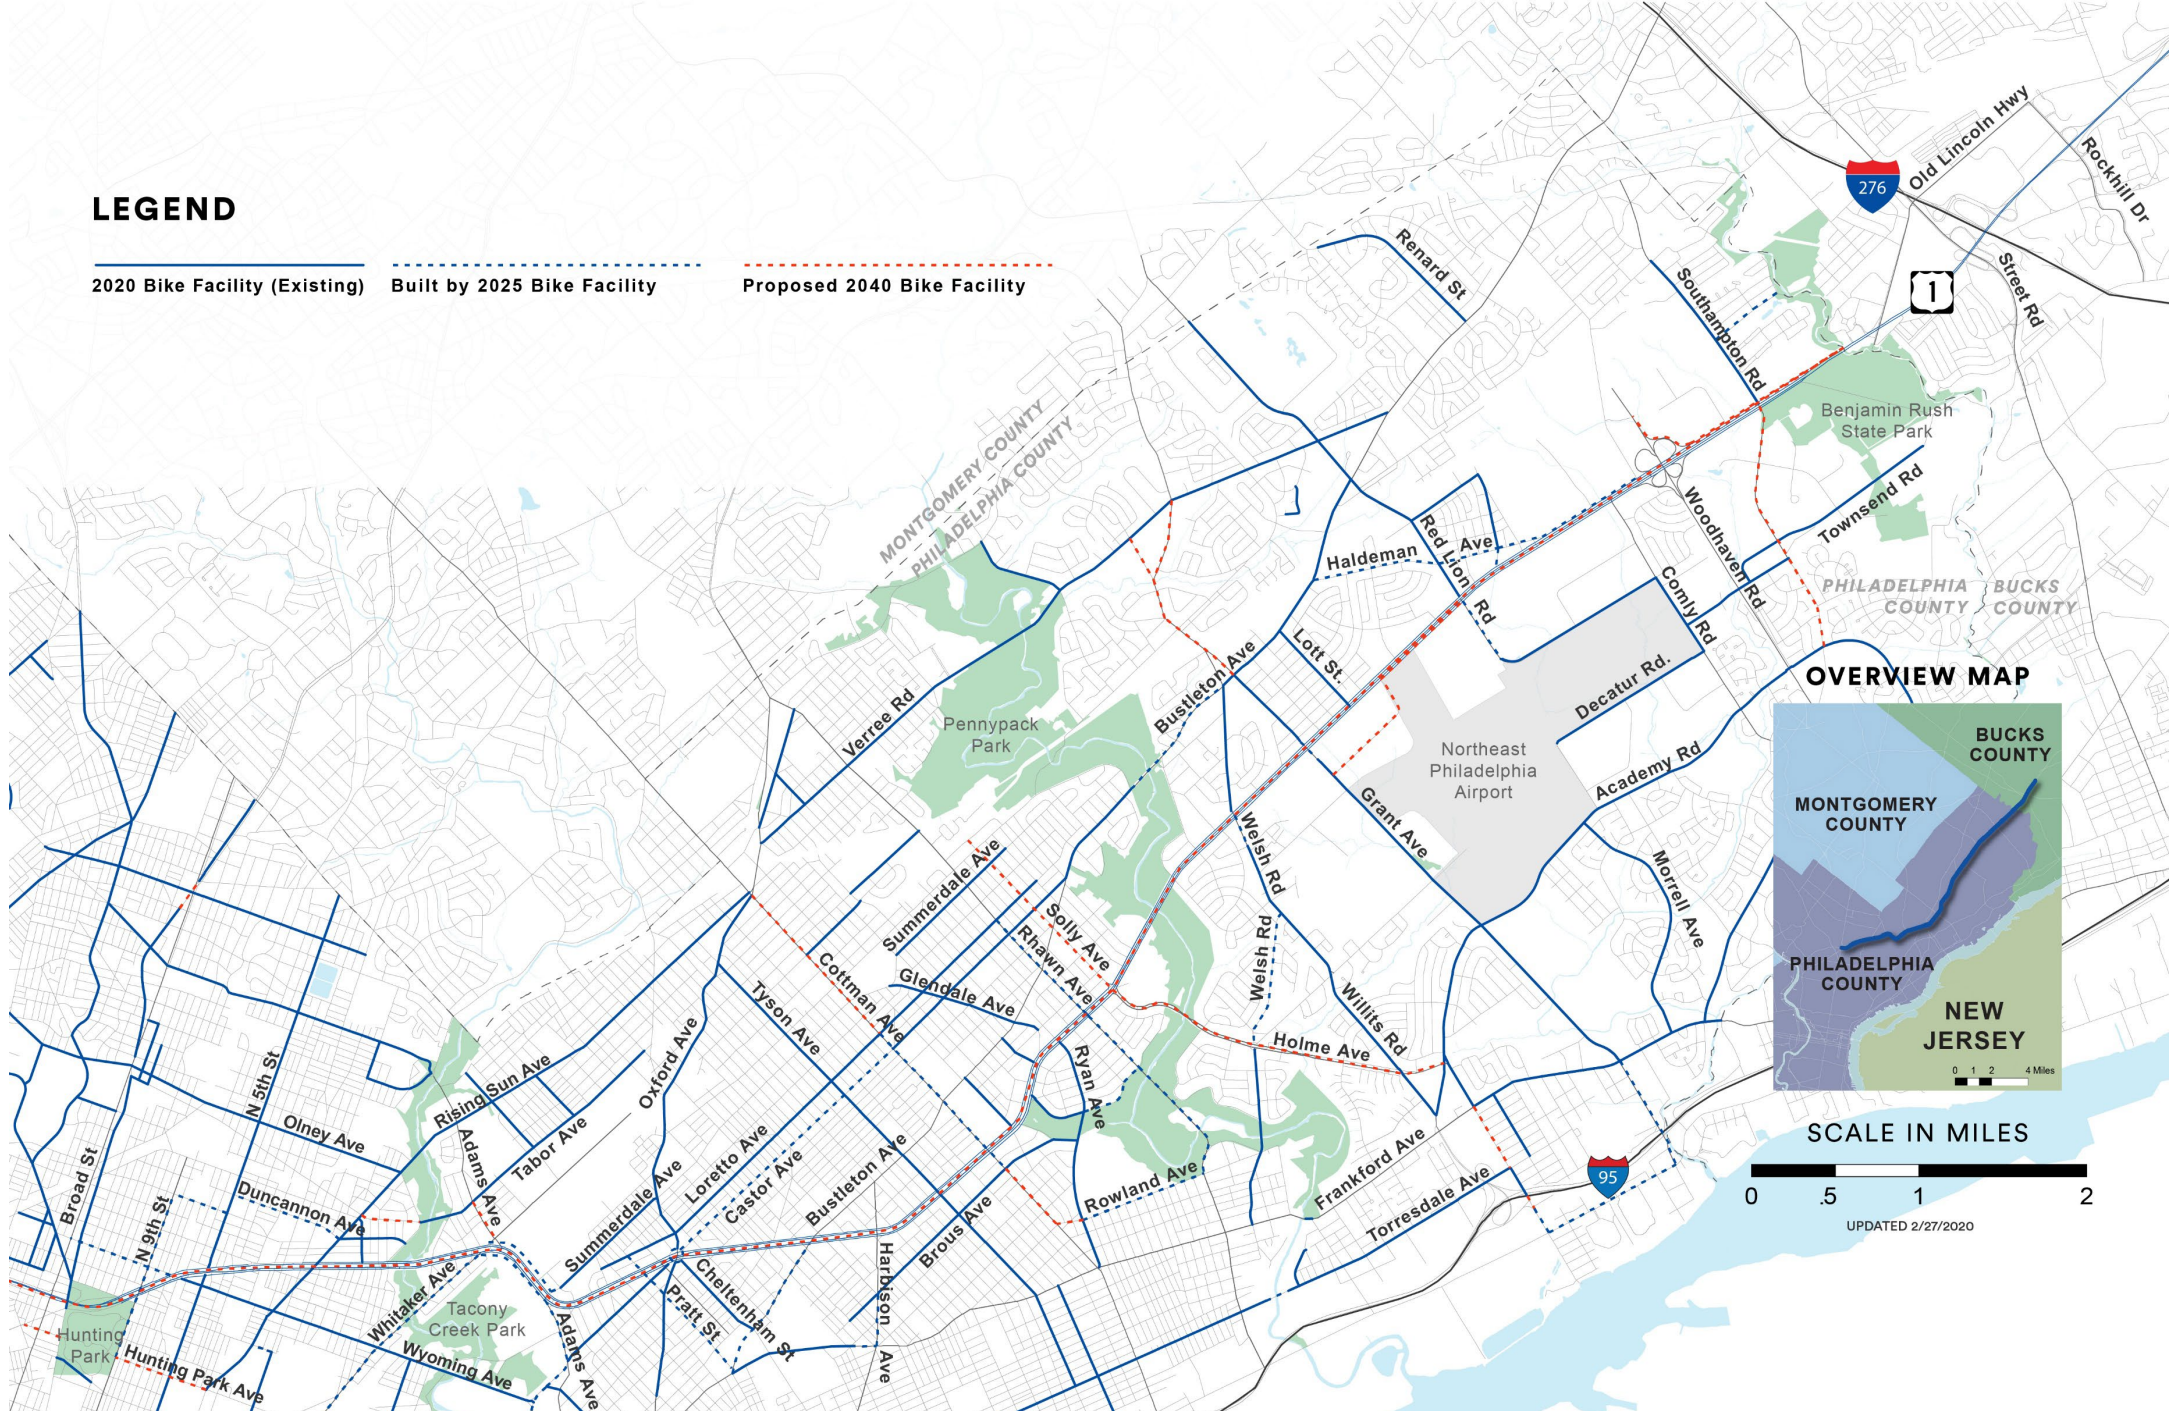 LEGEND
2020 Bike Facility (Existing)
Built by 2025 Bike Facility
Proposed 2040 Bike Facility
276
Old Lincoln Hwy
Rockhill Dr
1
Street Rd
Renard St
Southampton Rd
Benjamin Rush
State Park
Townsend Rd
Woodhaven Rd
MONTGOMERY COUNTY
PHILADELPHIA COUNTY
Red Lion Rd
Haldeman Ave
Comly Rd
PHILADELPHIA
COUNTY
BUCKS
COUNTY
Lott St.
Bustleton Ave
Decatur Rd.
Verree Rd
Pennypack
Park
Northeast
Philadelphia
Airport
Academy Rd
Grant Ave
Welsh Rd
Morrell Ave
Summerdale Ave
Solly Ave
Rhawn Ave
Welsh Rd
Cottman Ave
Glendale Ave
Tyson Ave
Willits Rd
Holme Ave
Oxford Ave
Ryan Ave
Rising Sun Ave
N 5th St
Olney Ave
Adams Ave
Tabor Ave
Loretto Ave
Castor Ave
Bustleton Ave
Summerdale Ave
Rowland Ave
Frankford Ave
Torresdale Ave
95
Broad St
Duncannon Ave
N 9th St
Brous Ave
Harbison Ave
Cheltenham St
Pratt St
Whitaker Ave
Tacony
Creek Park
Adams Ave
Wyoming Ave
Hunting
Park
Hunting Park Ave
OVERVIEW MAP
BUCKS
COUNTY
MONTGOMERY
COUNTY
PHILADELPHIA
COUNTY
NEW
JERSEY
0 1 2 4 Miles
SCALE IN MILES
0 .5 1 2
UPDATED 2/27/2020